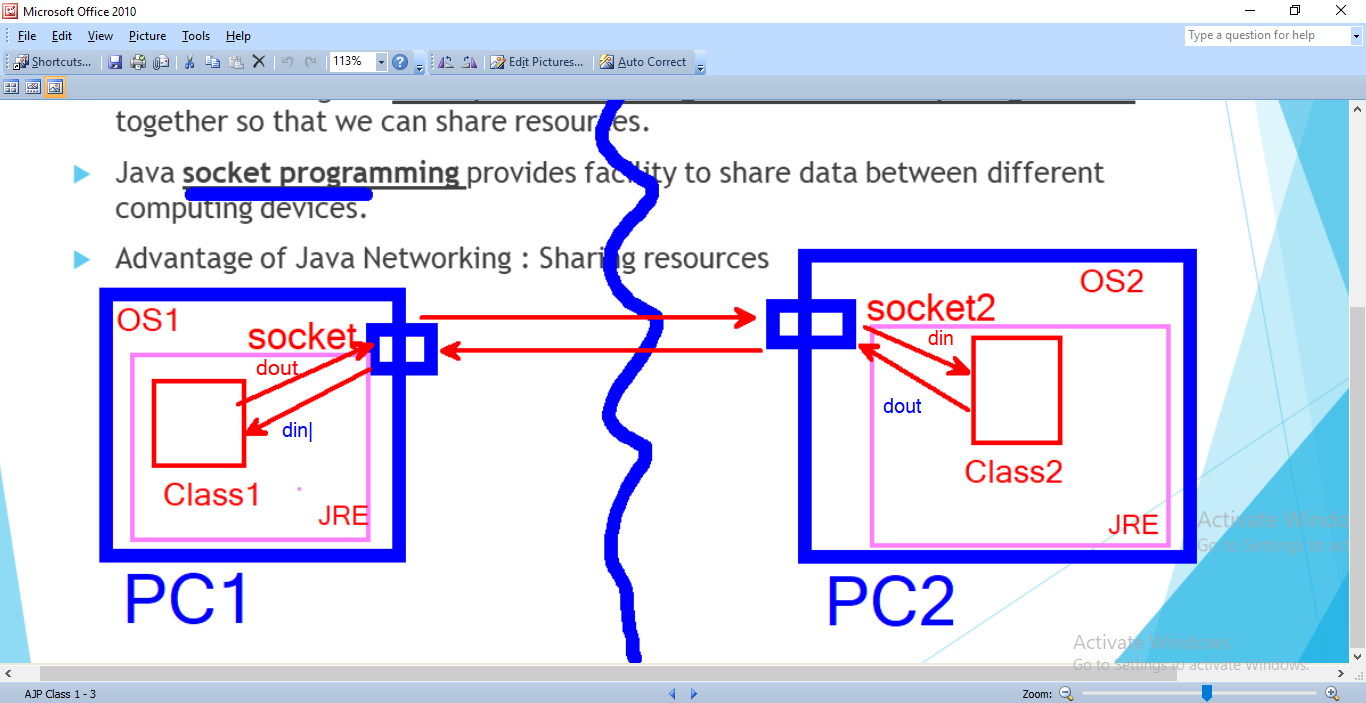 Microsoft Office 2010
File Edit View Picture Tools Help
Type a question for help
Shortcuts... 113% Edit Pictures... Auto Correct
together so that we can share resources.
Java socket programming provides facility to share data between different
computing devices.
Advantage of Java Networking : Sharing resources
OS1
socket
dout
din
Class1
JRE
PC1
OS2
socket2
din
dout
Class2
JRE
PC2
Activate Windo
Go to Settings to
Activate Windows
Go to Settings to activate Windows.
AJP Class 1 - 3
Zoom: